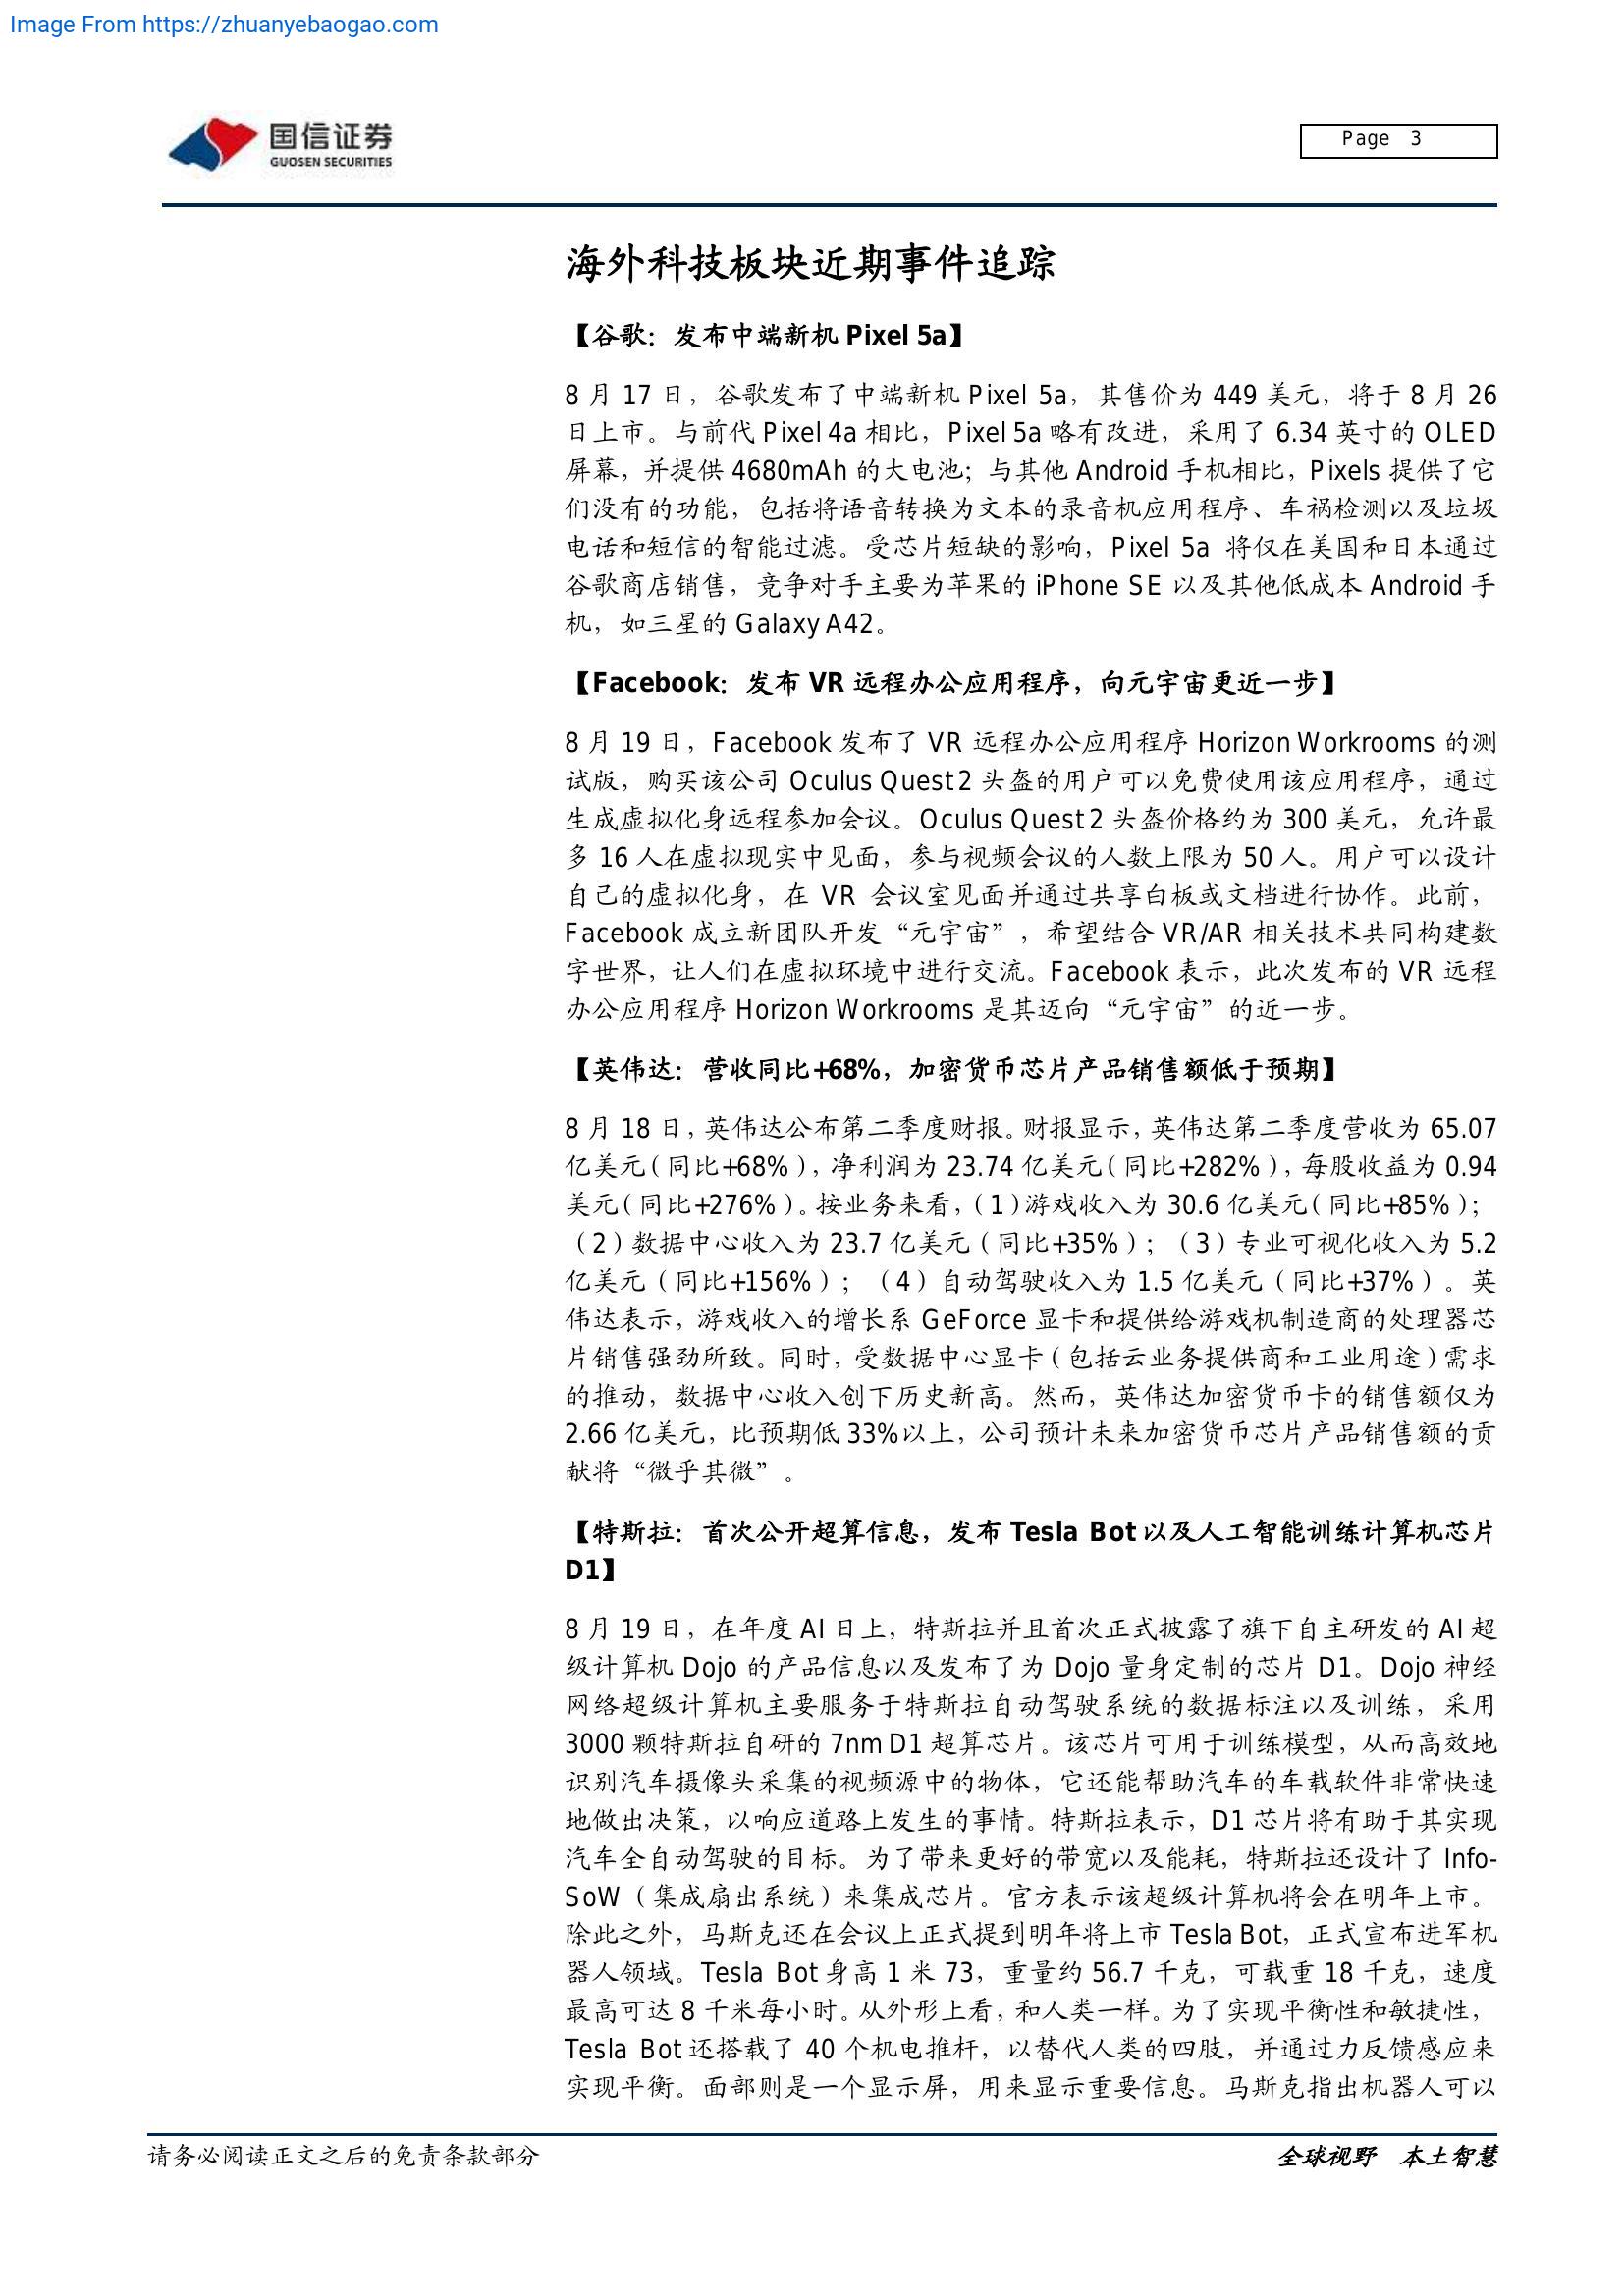 Image From https://zhuanyebaogao.com
国信证券
GUOSEN SECURITIES
Page 3
海外科技板块近期事件追踪
【谷歌：发布中端新机 Pixel 5a】
8 月 17 日，谷歌发布了中端新机 Pixel 5a，其售价为 449 美元，将于 8 月 26
日上市。与前代 Pixel 4a 相比，Pixel 5a 略有改进，采用了 6.34 英寸的 OLED
屏幕，并提供 4680mAh 的大电池；与其他 Android 手机相比，Pixels 提供了它
们没有的功能，包括将语音转换为文本的录音机应用程序、车祸检测以及垃圾
电话和短信的智能过滤。受芯片短缺的影响，Pixel 5a 将仅在美国和日本通过
谷歌商店销售，竞争对手主要为苹果的 iPhone SE 以及其他低成本 Android 手
机，如三星的 Galaxy A42。
【Facebook：发布 VR 远程办公应用程序，向元宇宙更近一步】
8 月 19 日，Facebook 发布了 VR 远程办公应用程序 Horizon Workrooms 的测
试版，购买该公司 Oculus Quest 2 头盔的用户可以免费使用该应用程序，通过
生成虚拟化身远程参加会议。Oculus Quest 2 头盔价格约为 300 美元，允许最
多 16 人在虚拟现实中见面，参与视频会议的人数上限为 50 人。用户可以设计
自己的虚拟化身，在 VR 会议室见面并通过共享白板或文档进行协作。此前，
Facebook 成立新团队开发“元宇宙”，希望结合 VR/AR 相关技术共同构建数
字世界，让人们在虚拟环境中进行交流。Facebook 表示，此次发布的 VR 远程
办公应用程序 Horizon Workrooms 是其迈向“元宇宙”的近一步。
【英伟达：营收同比+68%，加密货币芯片产品销售额低于预期】
8 月 18 日，英伟达公布第二季度财报。财报显示，英伟达第二季度营收为 65.07
亿美元（同比+68%），净利润为 23.74 亿美元（同比+282%），每股收益为 0.94
美元（同比+276%）。按业务来看，（1）游戏收入为 30.6 亿美元（同比+85%）；
（2）数据中心收入为 23.7 亿美元（同比+35%）；（3）专业可视化收入为 5.2
亿美元（同比+156%）；（4）自动驾驶收入为 1.5 亿美元（同比+37%）。英
伟达表示，游戏收入的增长系 GeForce 显卡和提供给游戏机制造商的处理器芯
片销售强劲所致。同时，受数据中心显卡（包括云业务提供商和工业用途）需求
的推动，数据中心收入创下历史新高。然而，英伟达加密货币卡的销售额仅为
2.66 亿美元，比预期低 33%以上，公司预计未来加密货币芯片产品销售额的贡
献将“微乎其微”。
【特斯拉：首次公开超算信息，发布 Tesla Bot 以及人工智能训练计算机芯片
D1】
8 月 19 日，在年度 AI 日上，特斯拉并且首次正式披露了旗下自主研发的 AI 超
级计算机 Dojo 的产品信息以及发布了为 Dojo 量身定制的芯片 D1。Dojo 神经
网络超级计算机主要服务于特斯拉自动驾驶系统的数据标注以及训练，采用
3000 颗特斯拉自研的 7nm D1 超算芯片。该芯片可用于训练模型，从而高效地
识别汽车摄像头采集的视频源中的物体，它还能帮助汽车的车载软件非常快速
地做出决策，以响应道路上发生的事情。特斯拉表示，D1 芯片将有助于其实现
汽车全自动驾驶的目标。为了带来更好的带宽以及能耗，特斯拉还设计了 Info-
SoW（集成扇出系统）来集成芯片。官方表示该超级计算机将会在明年上市。
除此之外，马斯克还在会议上正式提到明年将上市 Tesla Bot，正式宣布进军机
器人领域。Tesla Bot 身高 1 米 73，重量约 56.7 千克，可载重 18 千克，速度
最高可达 8 千米每小时。从外形上看，和人类一样。为了实现平衡性和敏捷性，
Tesla Bot 还搭载了 40 个机电推杆，以替代人类的四肢，并通过力反馈感应来
实现平衡。面部则是一个显示屏，用来显示重要信息。马斯克指出机器人可以
请务必阅读正文之后的免责条款部分
全球视野 本土智慧